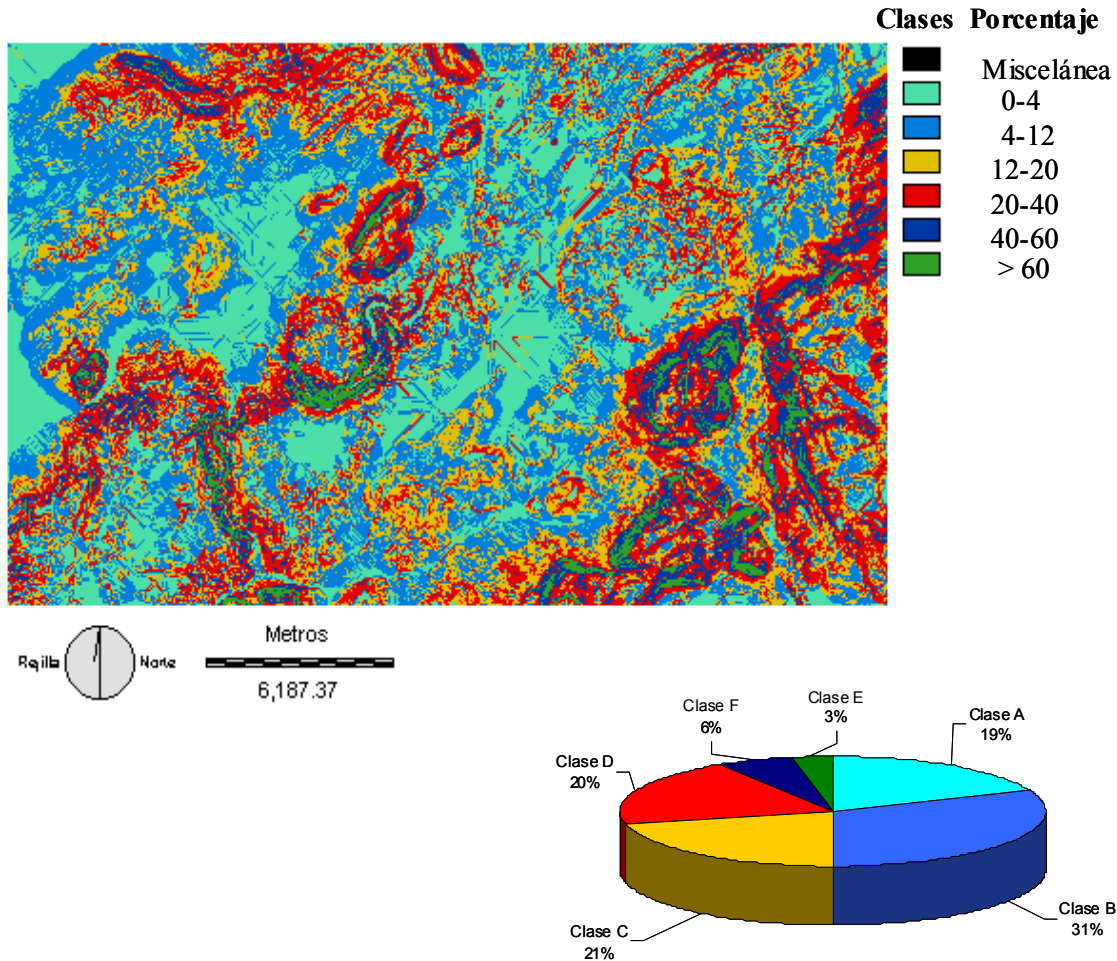 Clases Porcentaje
Miscelánea
0-4
4-12
12-20
20-40
40-60
> 60
Metros
Rejilla Norte
6,187.37
Clase E
3%
Clase F
6%
Clase A
19%
Clase D
20%
Clase B
31%
Clase C
21%